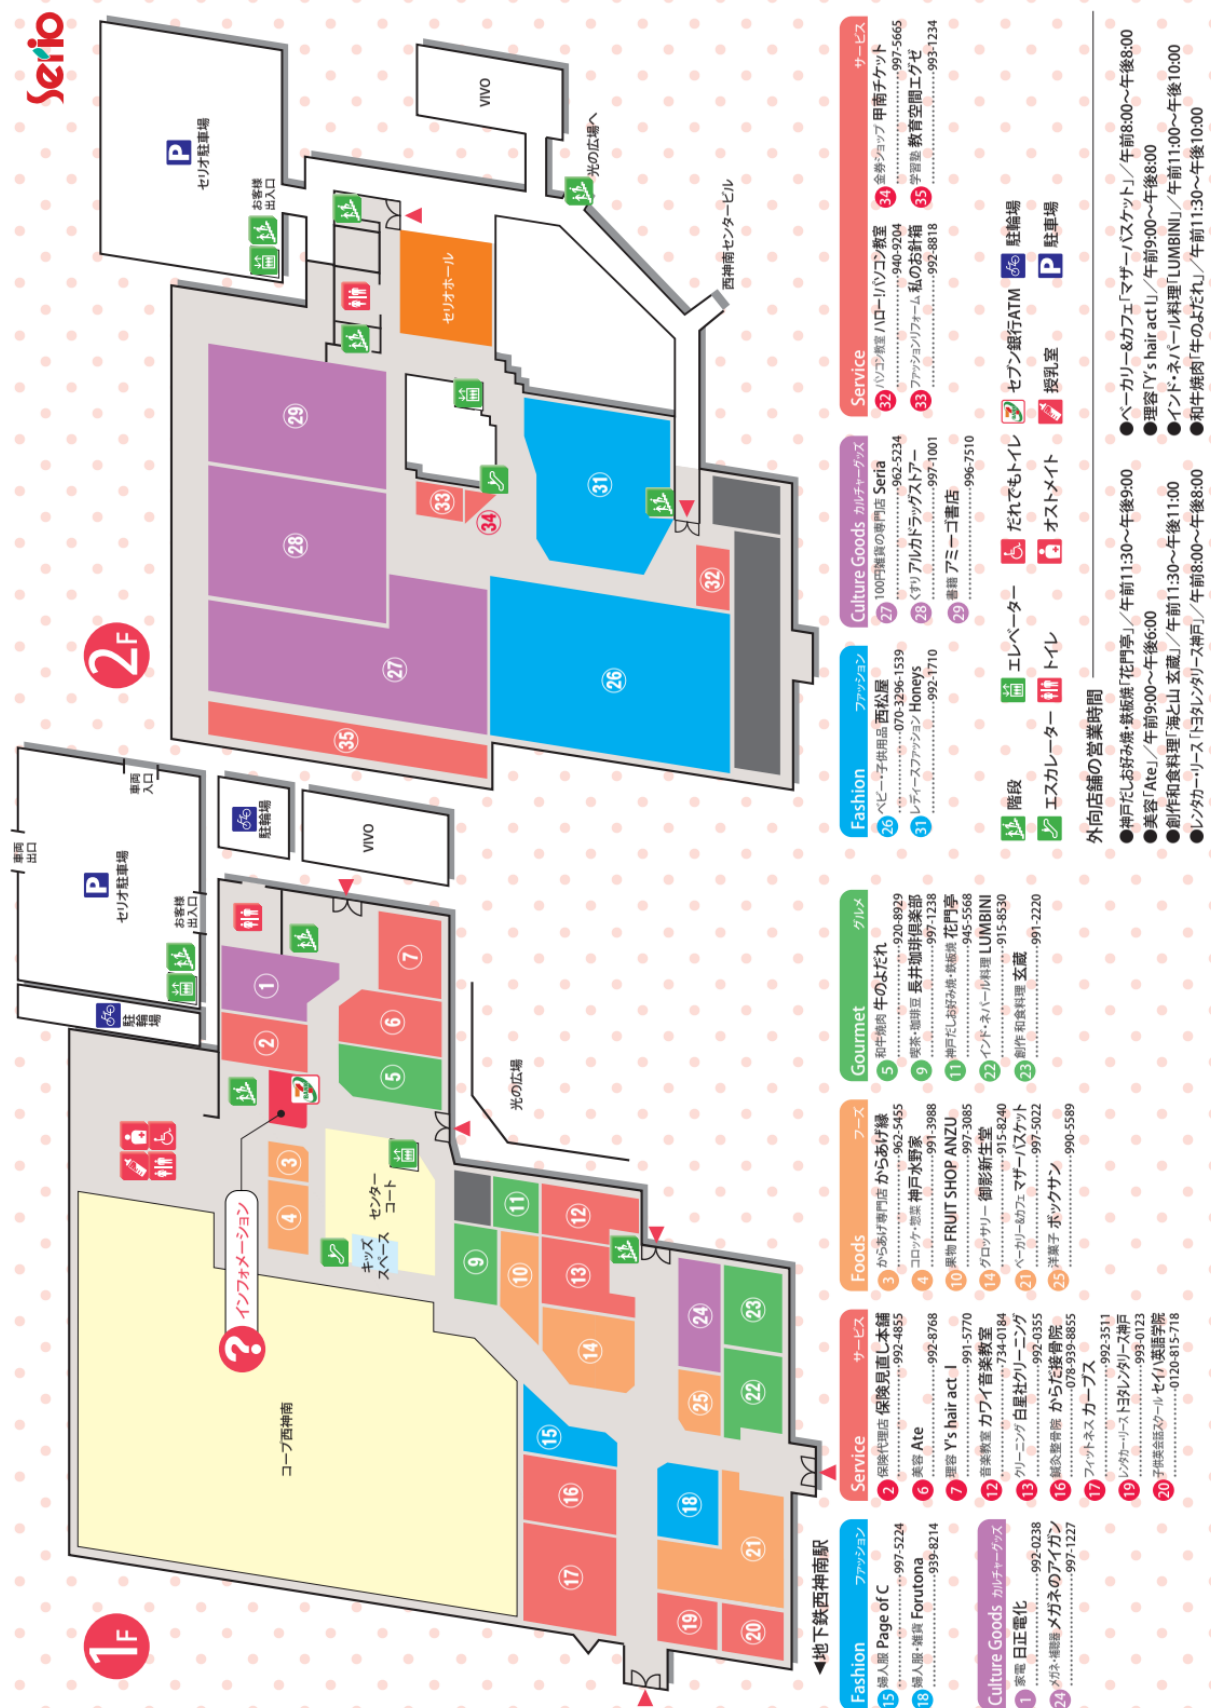 Serio
1F
インフォメーション
コープ西神南
センター
コート
キッズ
スペース
セリオ駐車場
P
車両
出口
車両
入口
お客様
出入口
駐輪場
駐輪場
VIVO
光の広場
◀地下鉄西神南駅
1
2
3
4
5
6
7
9
10
11
12
13
14
15
16
17
18
19
20
21
22
23
24
25
2F
セリオ駐車場
P
お客様
出入口
VIVO
光の広場へ
セリオホール
西神南センタービル
26
27
28
29
31
32
33
34
35
Fashion ファッション
15 婦人服 Page of C
997-5224
18 婦人服・雑貨 Forutona
939-8214
Culture Goods カルチャーグッズ
1 家電 日正電化
992-0238
24 メガネ・補聴器 メガネのアイガン
997-1227
Service サービス
2 保険代理店 保険見直し本舗
992-4855
6 美容 Ate
992-8768
7 理容 Y's hair act I
991-5770
12 音楽教室 カワイ音楽教室
734-0184
13 クリーニング 白星社クリーニング
992-0355
16 鍼灸整骨院 からだ接骨院
078-939-8855
17 フィットネス カーブス
992-3511
19 レンタカー・リース トヨタレンタリース神戸
993-0123
20 子供英会話スクール セイハ英語学院
0120-815-718
Foods フーズ
3 からあげ専門店 からあげ縁
962-5455
4 コロッケ・惣菜 神戸水野家
991-3988
10 果物 FRUIT SHOP ANZU
997-3085
14 グロッサリー 御影新生堂
915-8240
21 ベーカリー&カフェ マザーバスケット
997-5022
25 洋菓子 ボックサン
990-5589
Gourmet グルメ
5 和牛焼肉 牛のよだれ
920-8929
9 喫茶・珈琲豆 長井珈琲倶楽部
997-1238
11 神戸だしお好み焼・鉄板焼 花門亭
945-5568
22 インド・ネパール料理 LUMBINI
915-8530
23 創作和食料理 玄蔵
991-2220
Fashion ファッション
26 ベビー・子供用品 西松屋
070-3296-1539
31 レディースファッション Honeys
992-1710
Culture Goods カルチャーグッズ
27 100円雑貨の専門店 Seria
962-5234
28 くすり アルカドラッグストアー
997-1001
29 書籍 アミーゴ書店
996-7510
Service サービス
32 パソコン教室 ハロー!パソコン教室
940-9204
33 ファッションリフォーム 私のお針箱
992-8818
34 金券ショップ 甲南チケット
997-5665
35 学習塾 教育空間エグゼ
993-1234
階段
エレベーター
だれでもトイレ
セブン銀行ATM
駐輪場
エスカレーター
トイレ
オストメイト
授乳室
P 駐車場
外向店舗の営業時間
●神戸だしお好み焼・鉄板焼「花門亭」／午前11:30～午後9:00
●美容「Ate」／午前9:00～午後6:00
●創作和食料理「海と山 玄蔵」／午前11:30～午後11:00
●レンタカー・リース「トヨタレンタリース神戸」／午前8:00～午後8:00
●ベーカリー&カフェ「マザーバスケット」／午前8:00～午後8:00
●理容「Y's hair act I」／午前9:00～午後8:00
●インド・ネパール料理「LUMBINI」／午前11:00～午後10:00
●和牛焼肉「牛のよだれ」／午前11:30～午後10:00